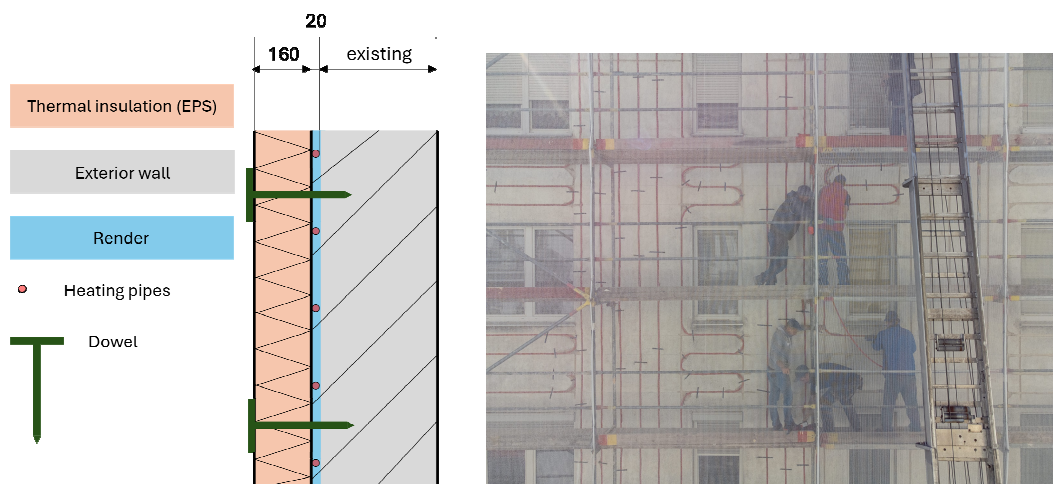 20
160
existing
Thermal insulation (EPS)
Exterior wall
Render
Heating pipes
Dowel